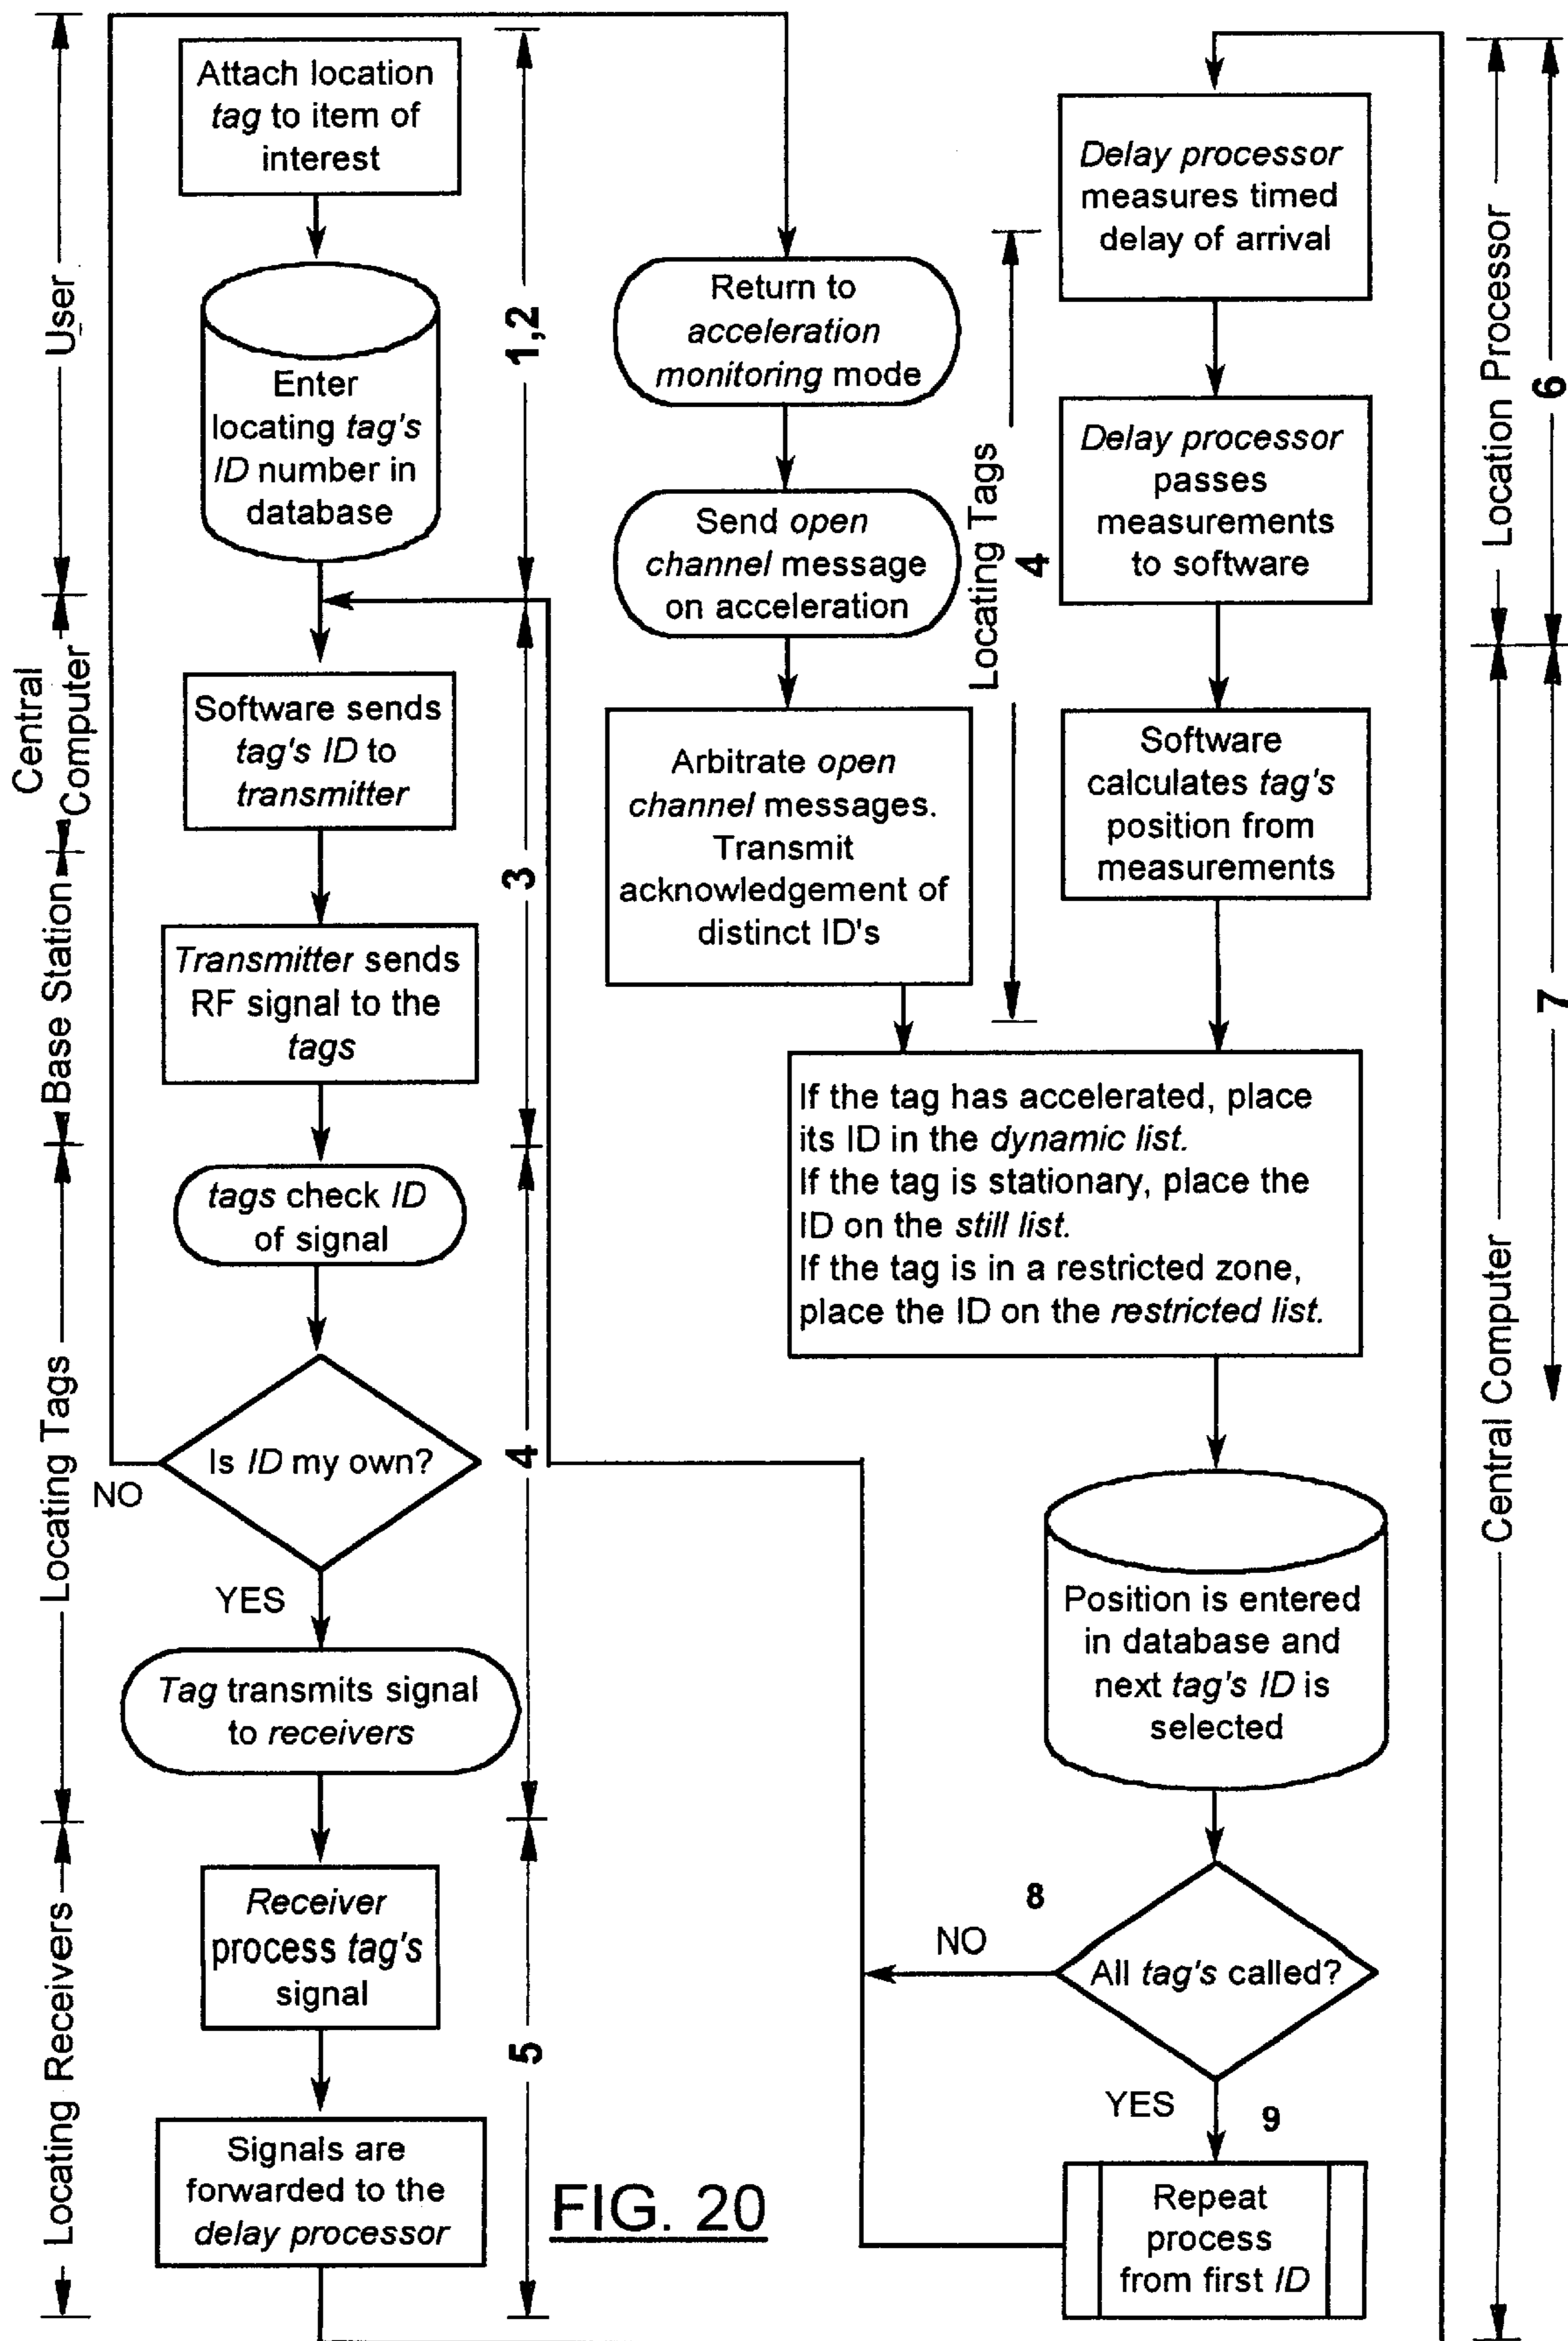 User
Central
Computer
Base Station
Locating Tags
Locating Receivers
Attach location
tag to item of
interest
Enter
locating tag's
ID number in
database
1,2
Software sends
tag's ID to
transmitter
Transmitter sends
RF signal to the
tags
3
tags check ID
of signal
Is ID my own?
NO
YES
Tag transmits signal
to receivers
4
Receiver
process tag's
signal
Signals are
forwarded to the
delay processor
5
Return to
acceleration
monitoring mode
Send open
channel message
on acceleration
Arbitrate open
channel messages.
Transmit
acknowledgement of
distinct ID's
Locating Tags
4
Delay processor
measures timed
delay of arrival
Delay processor
passes
measurements
to software
Software
calculates tag's
position from
measurements
If the tag has accelerated, place
its ID in the dynamic list.
If the tag is stationary, place the
ID on the still list.
If the tag is in a restricted zone,
place the ID on the restricted list.
Position is entered
in database and
next tag's ID is
selected
8
NO
All tag's called?
YES
9
Repeat
process
from first ID
Location Processor
6
Central Computer
7
FIG. 20